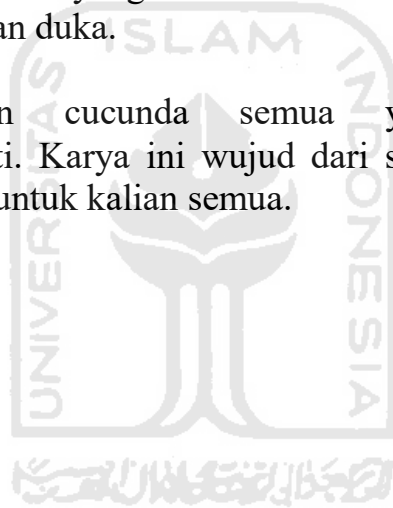 an duka.
n cucunda semua y
ti. Karya ini wujud dari s
untuk kalian semua.
ISLAM
UNIVERSITAS
INDONESIA